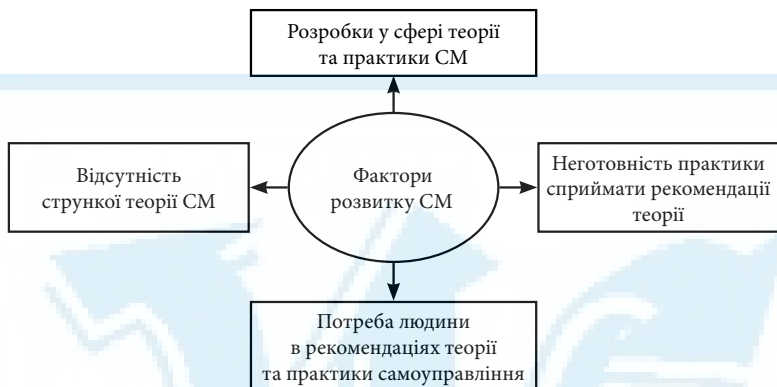 Розробки у сфері теорії
та практики СМ
Відсутність
стрункої теорії СМ
Фактори
розвитку СМ
Неготовність практики
сприймати рекомендації
теорії
Потреба людини
в рекомендаціях теорії
та практики самоуправління